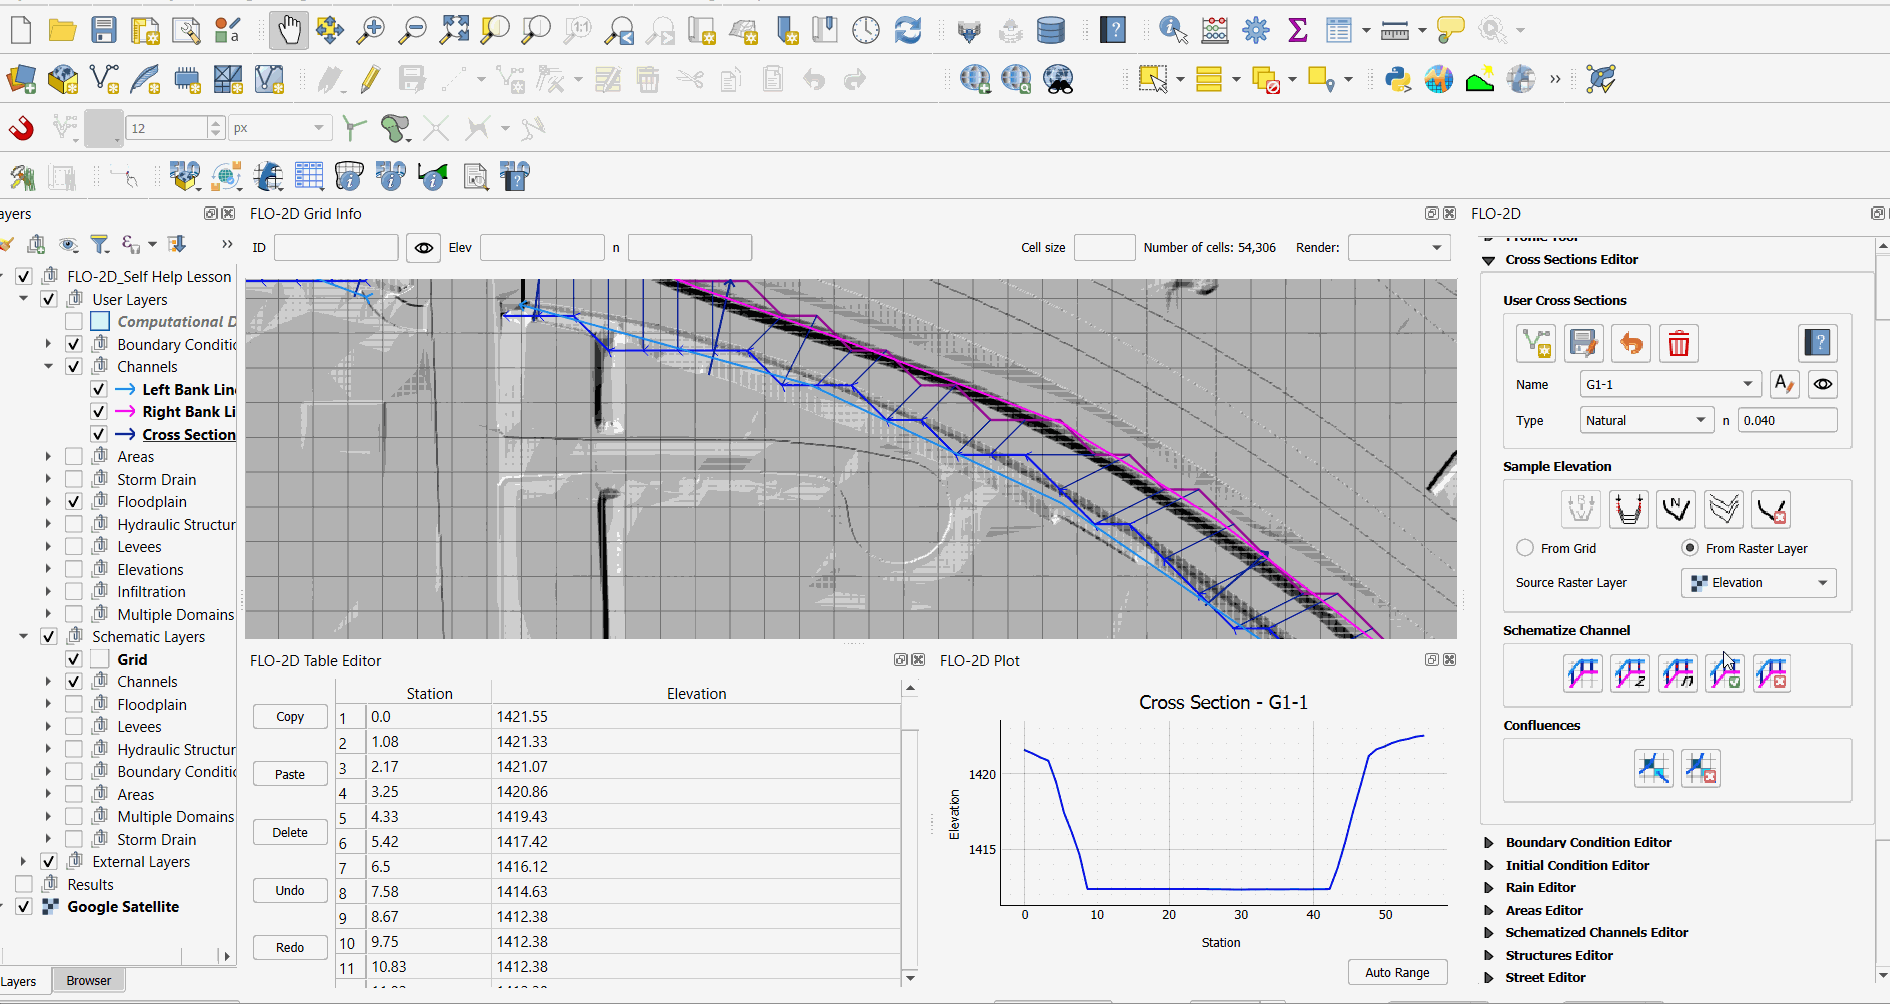 a
1:1
12
px
ayers
FLO-2D Grid Info
FLO-2D
ID
Elev
n
Cell size
Number of cells: 54,306
Render:
FLO-2D_Self Help Lesson
User Layers
Computational D
Boundary Conditic
Channels
Left Bank Line
Right Bank Li
Cross Section
Areas
Storm Drain
Floodplain
Hydraulic Structur
Levees
Elevations
Infiltration
Multiple Domains
Schematic Layers
Grid
Channels
Floodplain
Levees
Hydraulic Structur
Boundary Conditic
Areas
Multiple Domains
Storm Drain
External Layers
Results
Google Satellite
Layers
Browser
FLO-2D Table Editor
Copy
Paste
Delete
Undo
Redo
Station Elevation
1 0.0 1421.55
2 1.08 1421.33
3 2.17 1421.07
4 3.25 1420.86
5 4.33 1419.43
6 5.42 1417.42
7 6.5 1416.12
8 7.58 1414.63
9 8.67 1412.38
10 9.75 1412.38
11 10.83 1412.38
FLO-2D Plot
Cross Section - G1-1
Elevation
1420
1415
0 10 20 30 40 50
Station
Auto Range
Cross Sections Editor
User Cross Sections
Name
G1-1
Type
Natural
n
0.040
Sample Elevation
From Grid
From Raster Layer
Source Raster Layer
Elevation
Schematize Channel
Confluences
Boundary Condition Editor
Initial Condition Editor
Rain Editor
Areas Editor
Schematized Channels Editor
Structures Editor
Street Editor